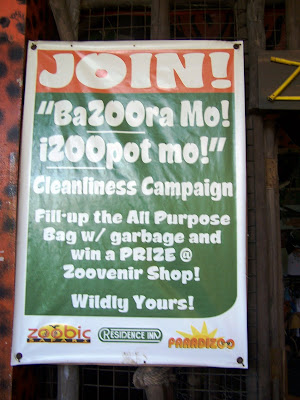 JOIN!
"BaZOOra Mo!
iZOOpot mo!"
Cleanliness Campaign
Fill-up the All Purpose
Bag w/ garbage and
win a PRIZE @
Zoovenir Shop!
Wildly Yours!
zoobic
SAFARI
RESIDENCE INN
PARADIZOO